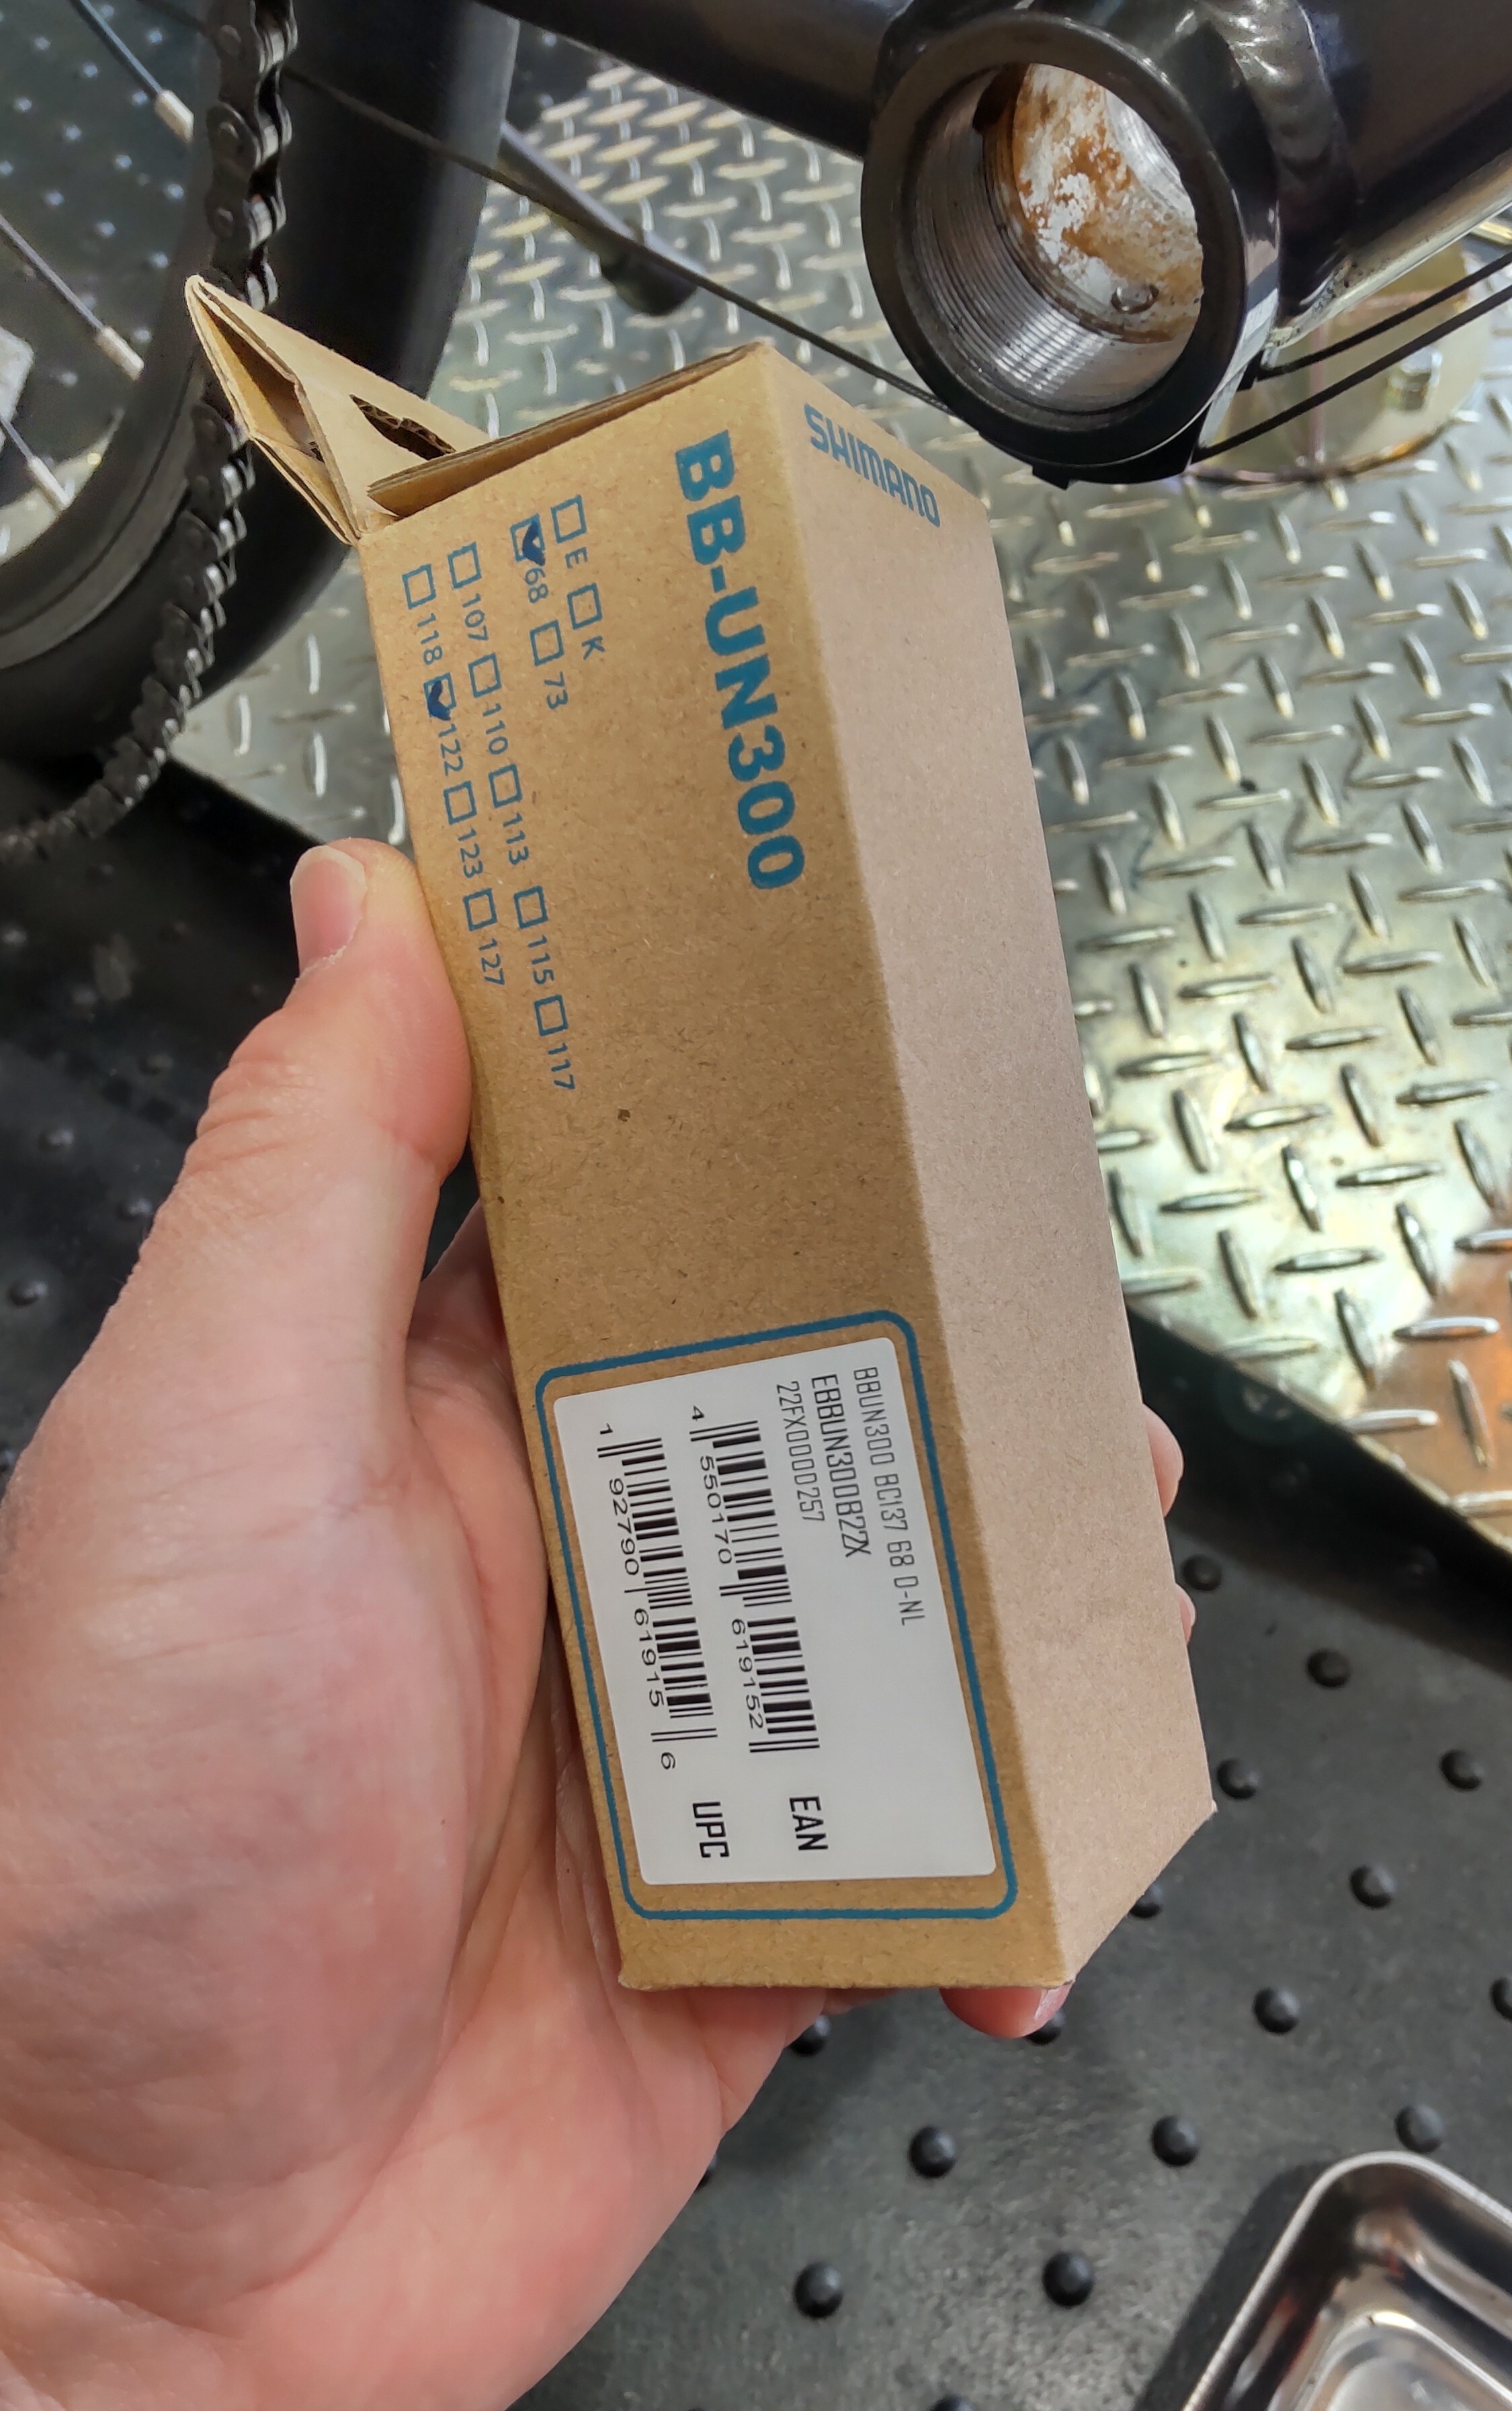 SHIMANO
BB-UN300
☐ E ☐ K
☑ 68 ☐ 73
☐ 107 ☐ 110 ☐ 113 ☐ 115 ☐ 117
☐ 118 ☑ 122 ☐ 123 ☐ 127
BBUN300 BC137 68 D-NL
EBBUN300B22X
22FX0000257
4 550170 619152
EAN
1 92790 61915 6
UPC